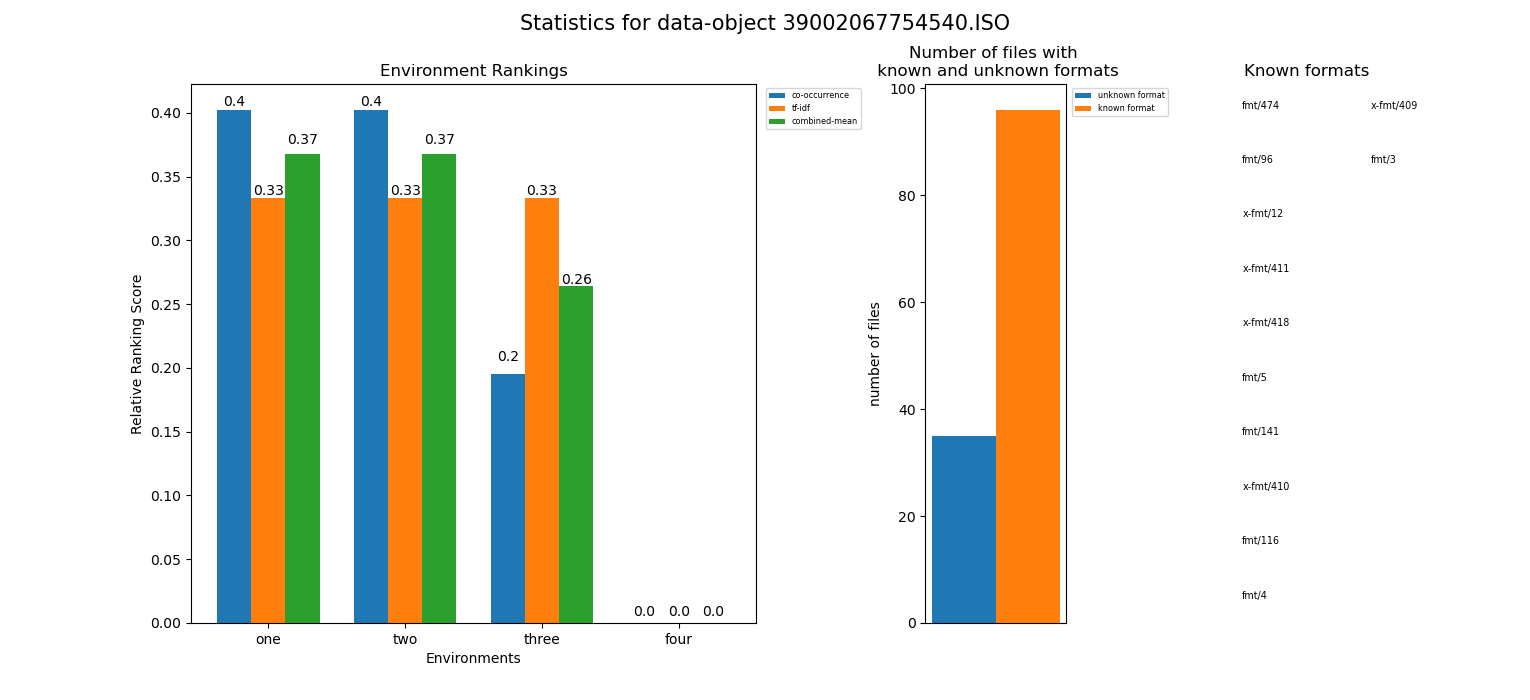 Statistics for data-object 39002067754540.ISO
Environment Rankings
Relative Ranking Score
0.40
0.35
0.30
0.25
0.20
0.15
0.10
0.05
0.00
0.4
0.33
0.37
0.4
0.33
0.37
0.2
0.33
0.26
0.0
0.0
0.0
one
two
three
four
Environments
co-occurrence
tf-idf
combined-mean
Number of files with
known and unknown formats
number of files
100
80
60
40
20
0
unknown format
known format
Known formats
fmt/474
x-fmt/409
fmt/96
fmt/3
x-fmt/12
x-fmt/411
x-fmt/418
fmt/5
fmt/141
x-fmt/410
fmt/116
fmt/4